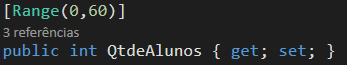 [Range(0,60)]
3 referências
public int QtdeAlunos { get; set; }